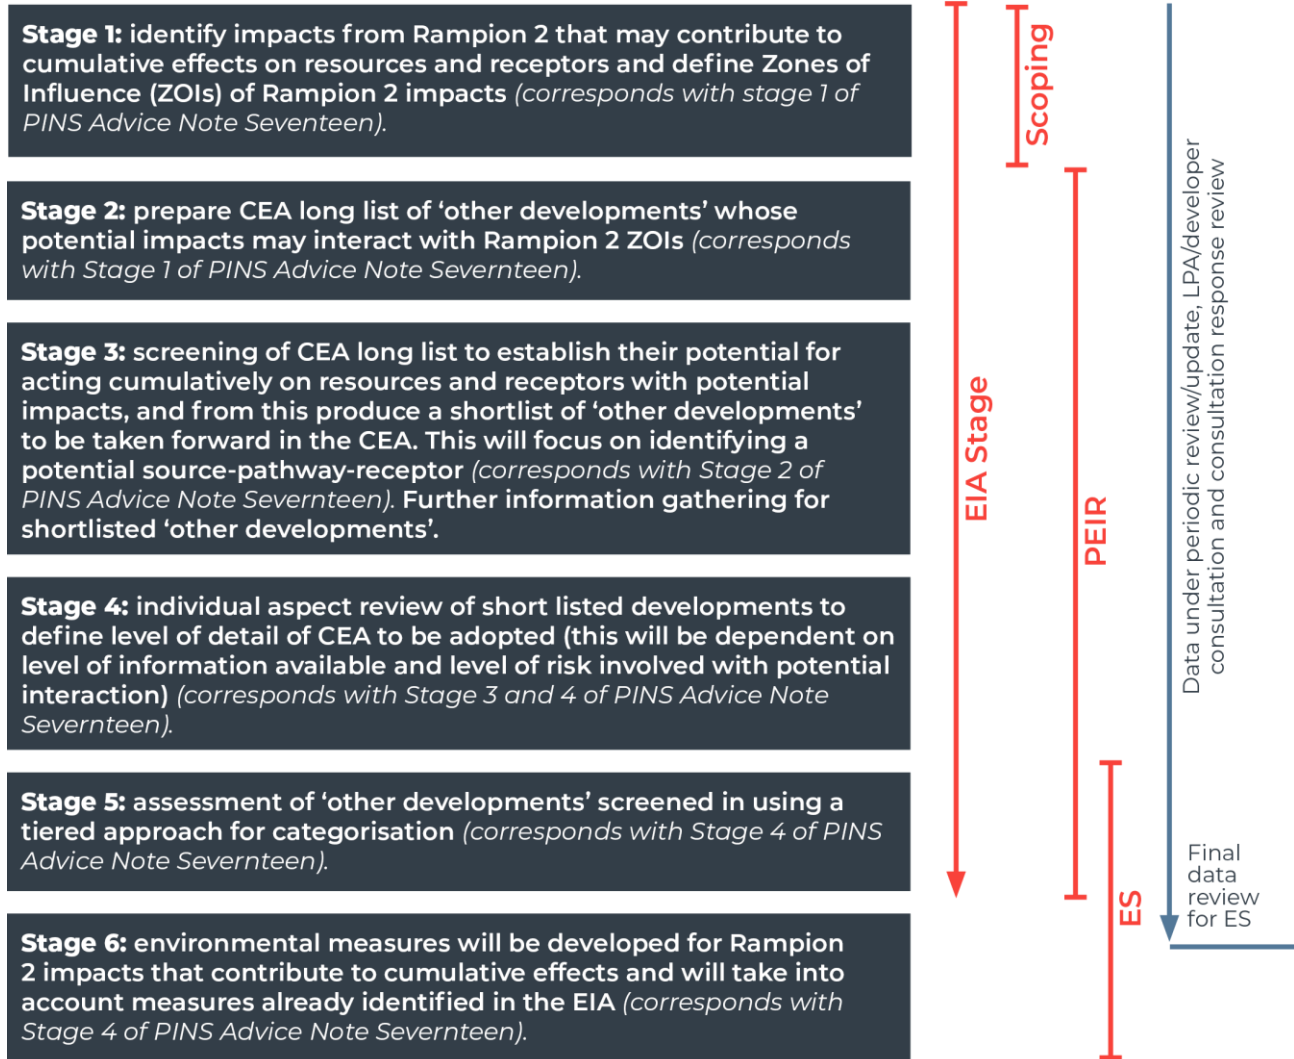 Stage 1: identify impacts from Rampion 2 that may contribute to
cumulative effects on resources and receptors and define Zones of
Influence (ZOIs) of Rampion 2 impacts (corresponds with stage 1 of
PINS Advice Note Seventeen).
Stage 2: prepare CEA long list of ‘other developments’ whose
potential impacts may interact with Rampion 2 ZOIs (corresponds
with Stage 1 of PINS Advice Note Severnteen).
Stage 3: screening of CEA long list to establish their potential for
acting cumulatively on resources and receptors with potential
impacts, and from this produce a shortlist of ‘other developments’
to be taken forward in the CEA. This will focus on identifying a
potential source-pathway-receptor (corresponds with Stage 2 of
PINS Advice Note Severnteen). Further information gathering for
shortlisted ‘other developments’.
Stage 4: individual aspect review of short listed developments to
define level of detail of CEA to be adopted (this will be dependent on
level of information available and level of risk involved with potential
interaction) (corresponds with Stage 3 and 4 of PINS Advice Note
Severnteen).
Stage 5: assessment of ‘other developments’ screened in using a
tiered approach for categorisation (corresponds with Stage 4 of PINS
Advice Note Severnteen).
Stage 6: environmental measures will be developed for Rampion
2 impacts that contribute to cumulative effects and will take into
account measures already identified in the EIA (corresponds with
Stage 4 of PINS Advice Note Severnteen).
EIA Stage
Scoping
PEIR
ES
Data under periodic review/update, LPA/developer
consultation and consultation response review
Final
data
review
for ES